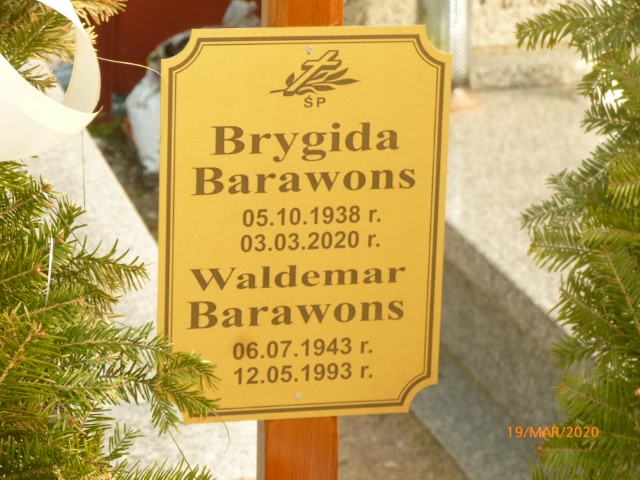 ŚP
Brygida
Barawons
05.10.1938 r.
03.03.2020 r.
Waldemar
Barawons
06.07.1943 r.
12.05.1993 r.
19/MAR/2020